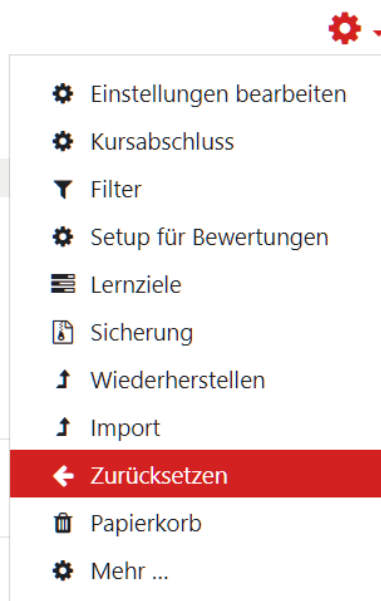 Einstellungen bearbeiten
Kursabschluss
Filter
Setup für Bewertungen
Lernziele
Sicherung
Wiederherstellen
Import
Zurücksetzen
Papierkorb
Mehr ...